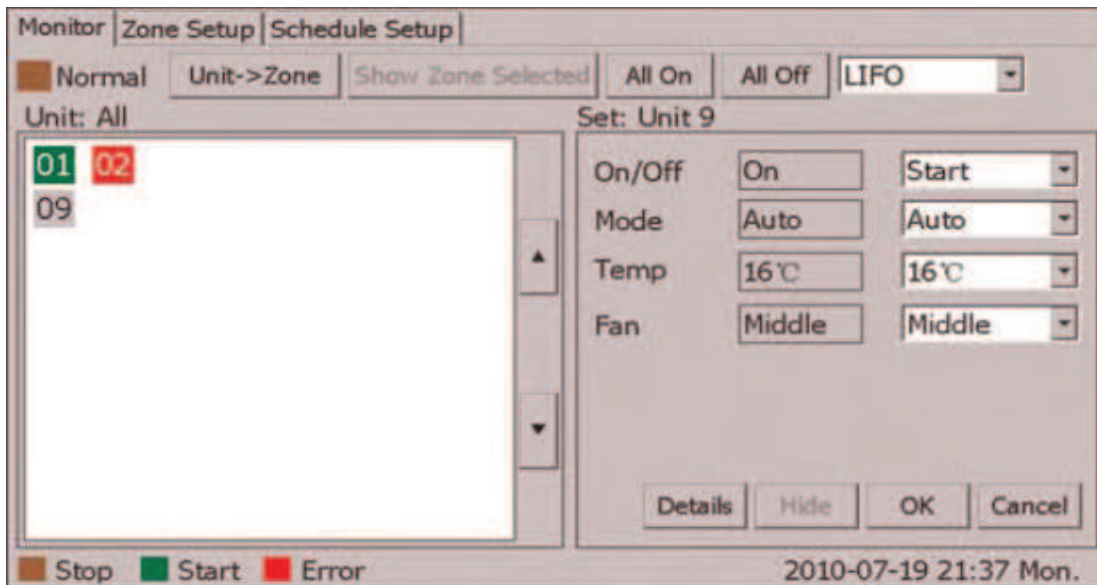 Monitor Zone Setup Schedule Setup
Normal Unit->Zone Show Zone Selected All On All Off LIFO
Unit: All
01 02
09
Set: Unit 9
On/Off On Start
Mode Auto Auto
Temp 16℃ 16℃
Fan Middle Middle
Details Hide OK Cancel
Stop Start Error 2010-07-19 21:37 Mon.